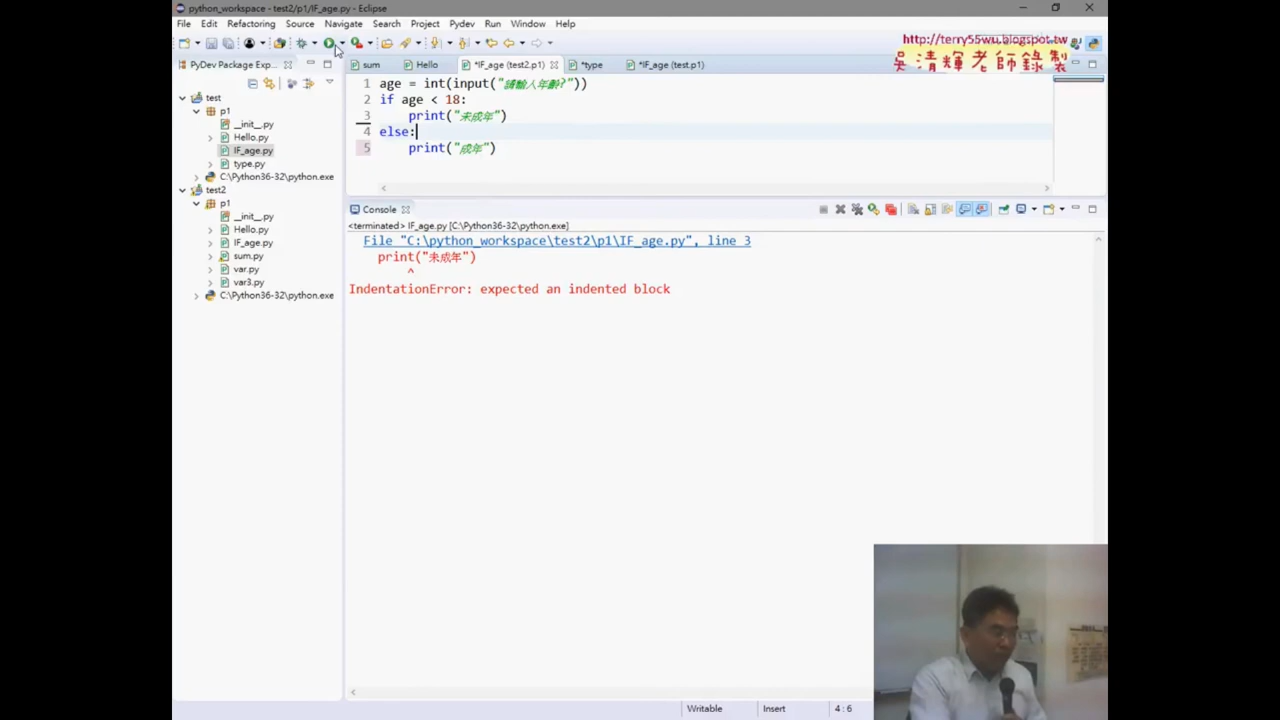 python_workspace - test2/p1/IF_age.py - Eclipse
File Edit Refactoring Source Navigate Search Project Pydev Run Window Help
http://terry55wu.blogspot.tw
吳清輝老師錄製
PyDev Package Exp...
sum
Hello
*IF_age (test2.p1)
*type
*IF_age (test.p1)
test
p1
__init__.py
Hello.py
IF_age.py
type.py
C:\Python36-32\python.exe
test2
p1
__init__.py
Hello.py
IF_age.py
sum.py
var.py
var3.py
C:\Python36-32\python.exe
1 age = int(input("請輸入年齡?"))
2 if age < 18:
3 print("未成年")
4 else:
5 print("成年")
Console
<terminated> IF_age.py [C:\Python36-32\python.exe]
File "C:\python_workspace\test2\p1\IF_age.py", line 3
print("未成年")
^
IndentationError: expected an indented block
Writable Insert 4:6